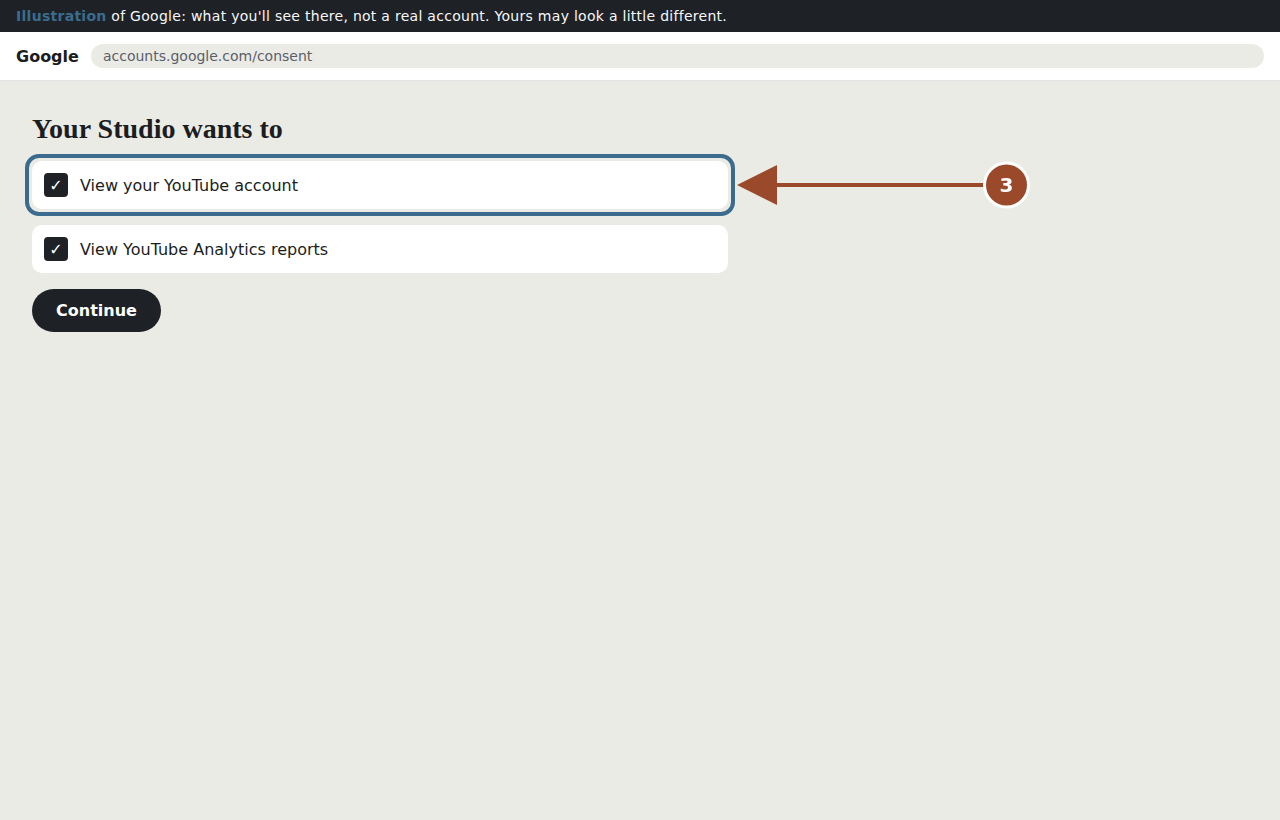 Illustration of Google: what you'll see there, not a real account. Yours may look a little different.
Google accounts.google.com/consent
Your Studio wants to
✓ View your YouTube account
3
✓ View YouTube Analytics reports
Continue